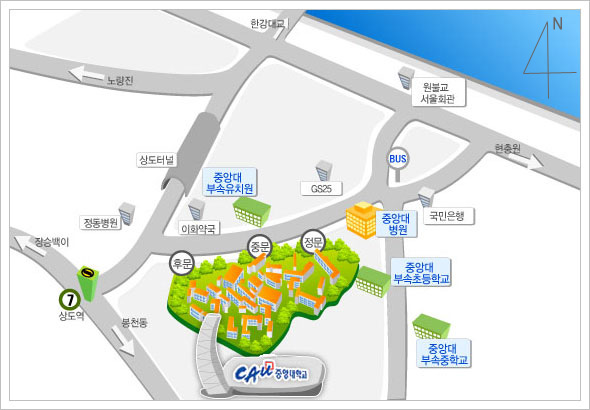 한강대교
N
노량진
원불교
서울회관
현충원
BUS
상도터널
중앙대
부속유치원
GS25
정동병원
이화약국
중앙대
병원
국민은행
장승백이
후문
중문
정문
중앙대
부속초등학교
7
상도역
봉천동
중앙대
부속중학교
CAU 중앙대학교